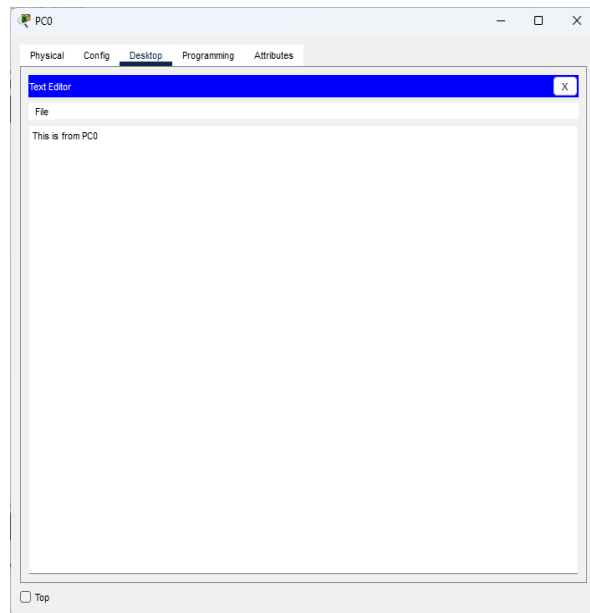 PC0
Physical Config Desktop Programming Attributes
Text Editor X
File
This is from PC0
Top